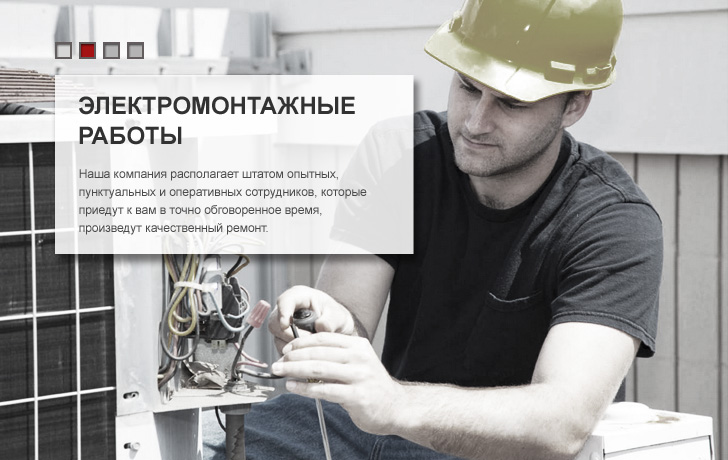 ЭЛЕКТРОМОНТАЖНЫЕ
РАБОТЫ
Наша компания располагает штатом опытных,
пунктуальных и оперативных сотрудников, которые
приедут к вам в точно обговоренное время,
произведут качественный ремонт.